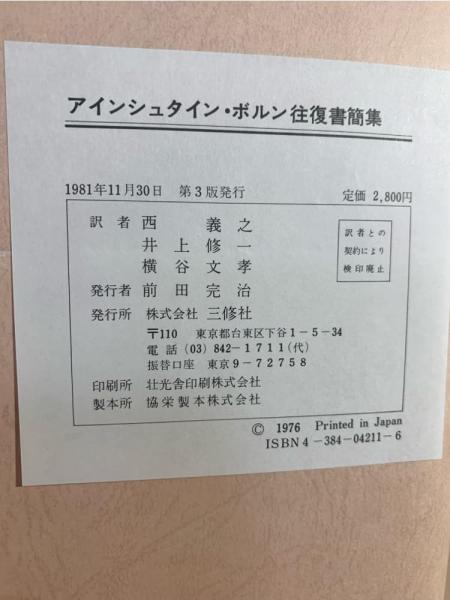 アインシュタイン・ボルン往復書簡集
1981年11月30日 第3版発行 定価 2,800円
訳者 西 義之
井上修一
横谷文孝
訳者との
契約により
検印廃止
発行者 前田完治
発行所 株式会社 三修社
〒110 東京都台東区下谷1-5-34
電話 (03) 842-1711(代)
振替口座 東京9-72758
印刷所 壮光舎印刷株式会社
製本所 協栄製本株式会社
© 1976 Printed in Japan
ISBN4-384-04211-6